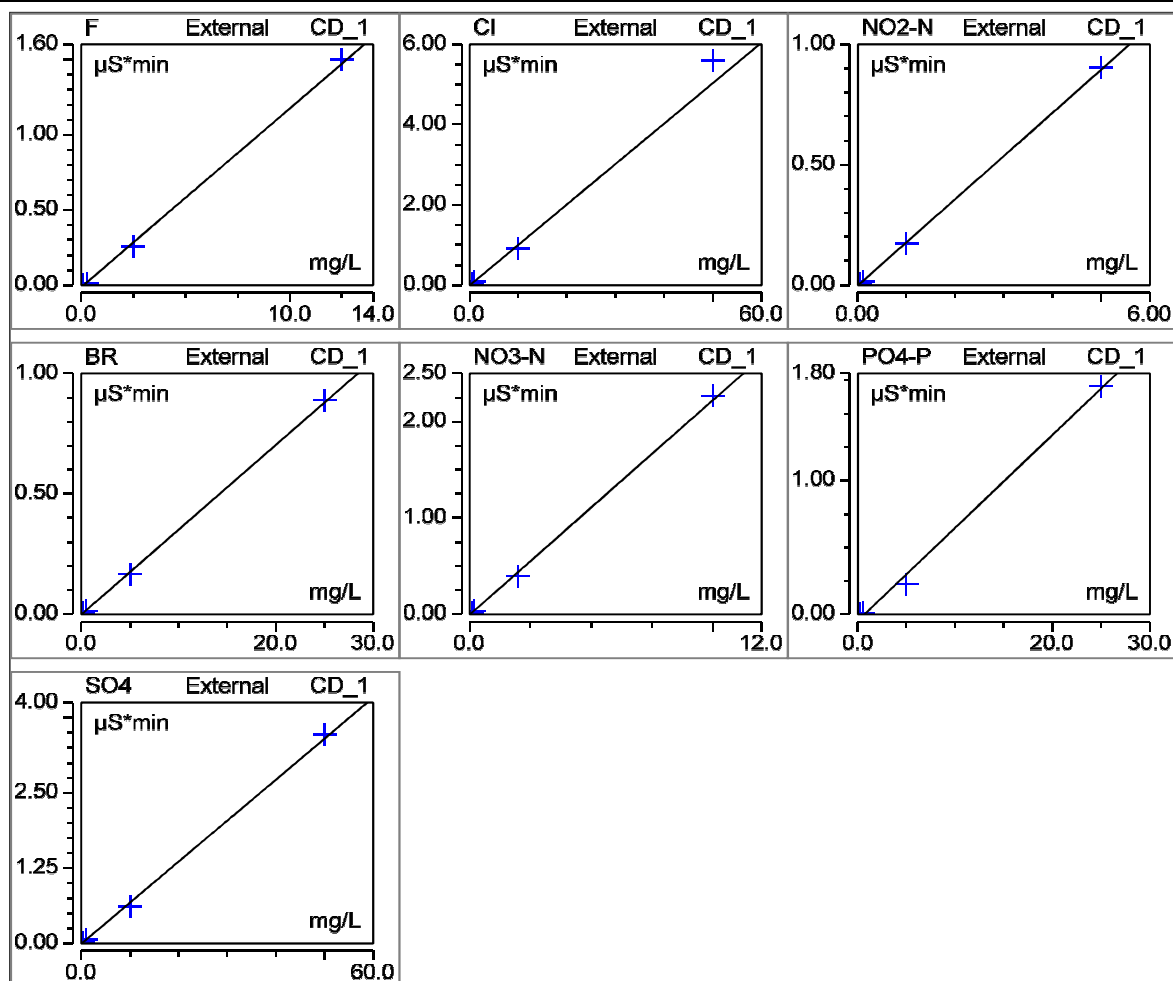 F External CD_1
1.60
µS*min
1.00
0.50
0.00
mg/L
0.0 10.0 14.0
Cl External CD_1
6.00
µS*min
4.00
2.00
0.00
mg/L
0.0 60.0
NO2-N External CD_1
1.00
µS*min
0.50
0.00
mg/L
0.00 6.00
BR External CD_1
1.00
µS*min
0.50
0.00
mg/L
0.0 20.0 30.0
NO3-N External CD_1
2.50
µS*min
2.00
1.00
0.00
mg/L
0.0 12.0
PO4-P External CD_1
1.80
µS*min
1.00
0.00
mg/L
0.0 20.0 30.0
SO4 External CD_1
4.00
µS*min
2.50
1.25
0.00
mg/L
0.0 60.0